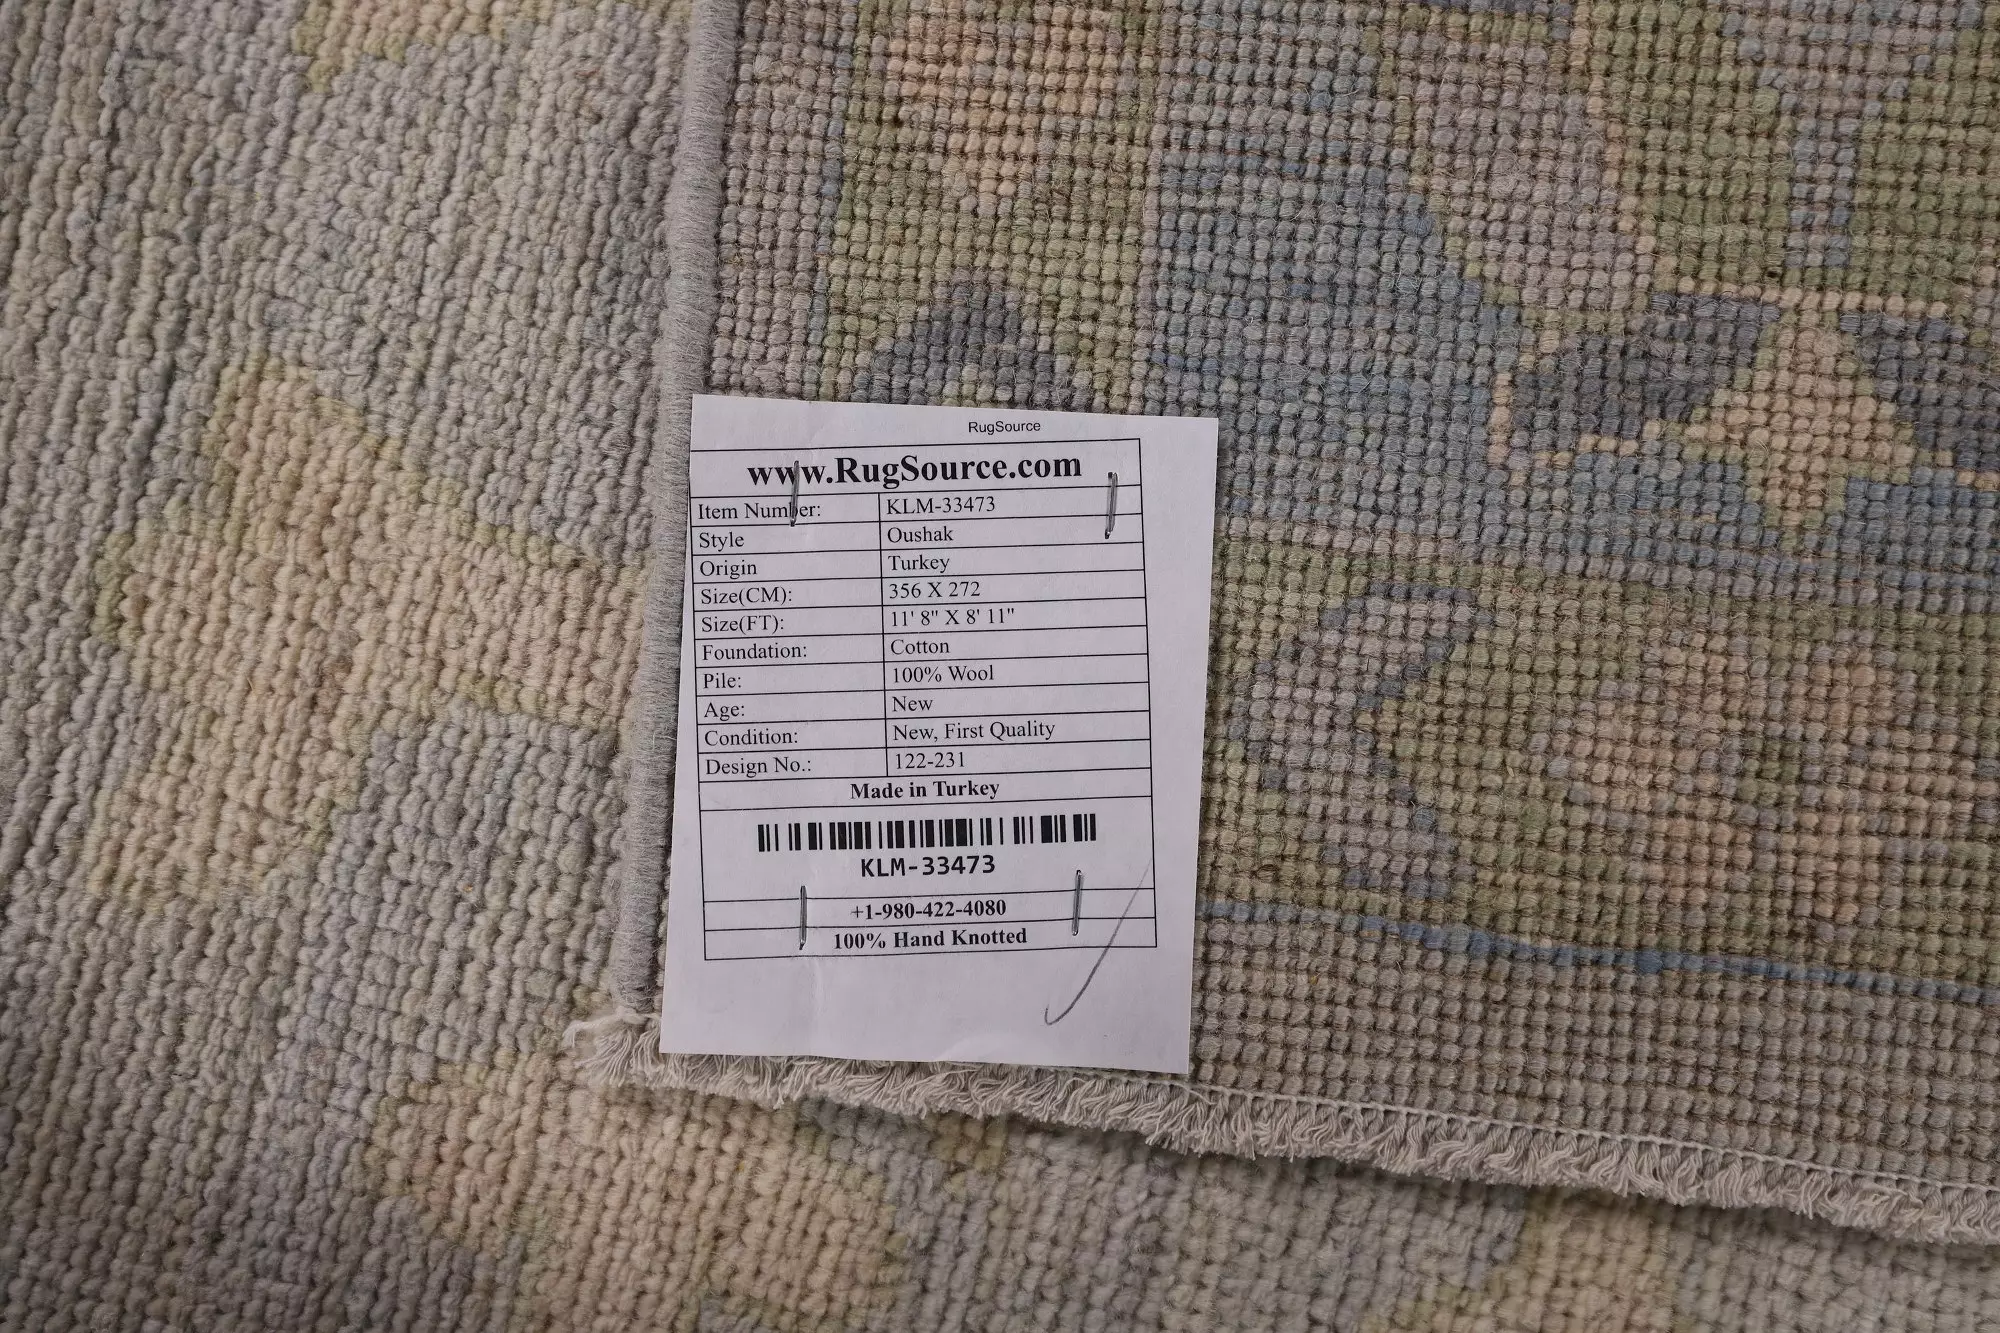 RugSource
www.RugSource.com
Item Number: KLM-33473
Style Oushak
Origin Turkey
Size(CM): 356 X 272
Size(FT): 11' 8" X 8' 11"
Foundation: Cotton
Pile: 100% Wool
Age: New
Condition: New, First Quality
Design No.: 122-231
Made in Turkey
KLM-33473
+1-980-422-4080
100% Hand Knotted